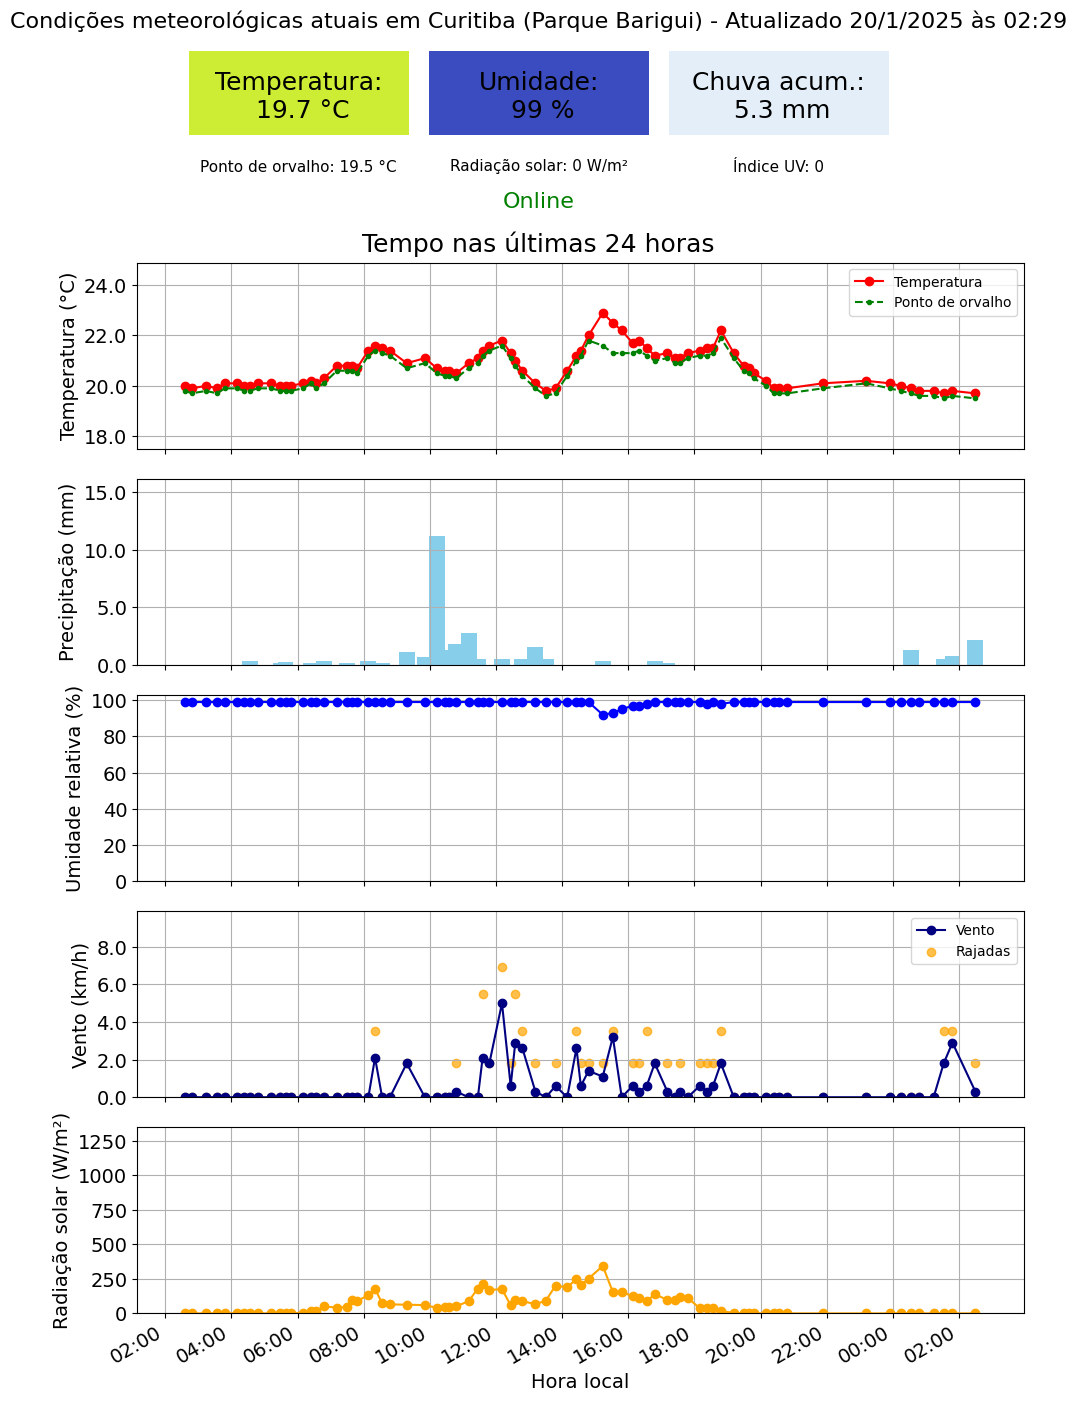 Condições meteorológicas atuais em Curitiba (Parque Barigui) - Atualizado 20/1/2025 às 02:29
Temperatura:
19.7 °C
Umidade:
99 %
Chuva acum.:
5.3 mm
Ponto de orvalho: 19.5 °C
Radiação solar: 0 W/m²
Índice UV: 0
Online
Tempo nas últimas 24 horas
Temperatura (°C)
24.0
22.0
20.0
18.0
Temperatura
Ponto de orvalho
Precipitação (mm)
15.0
10.0
5.0
0.0
Umidade relativa (%)
100
80
60
40
20
0
Vento (km/h)
8.0
6.0
4.0
2.0
0.0
Vento
Rajadas
Radiação solar (W/m²)
1250
1000
750
500
250
0
02:00
04:00
06:00
08:00
10:00
12:00
14:00
16:00
18:00
20:00
22:00
00:00
02:00
Hora local